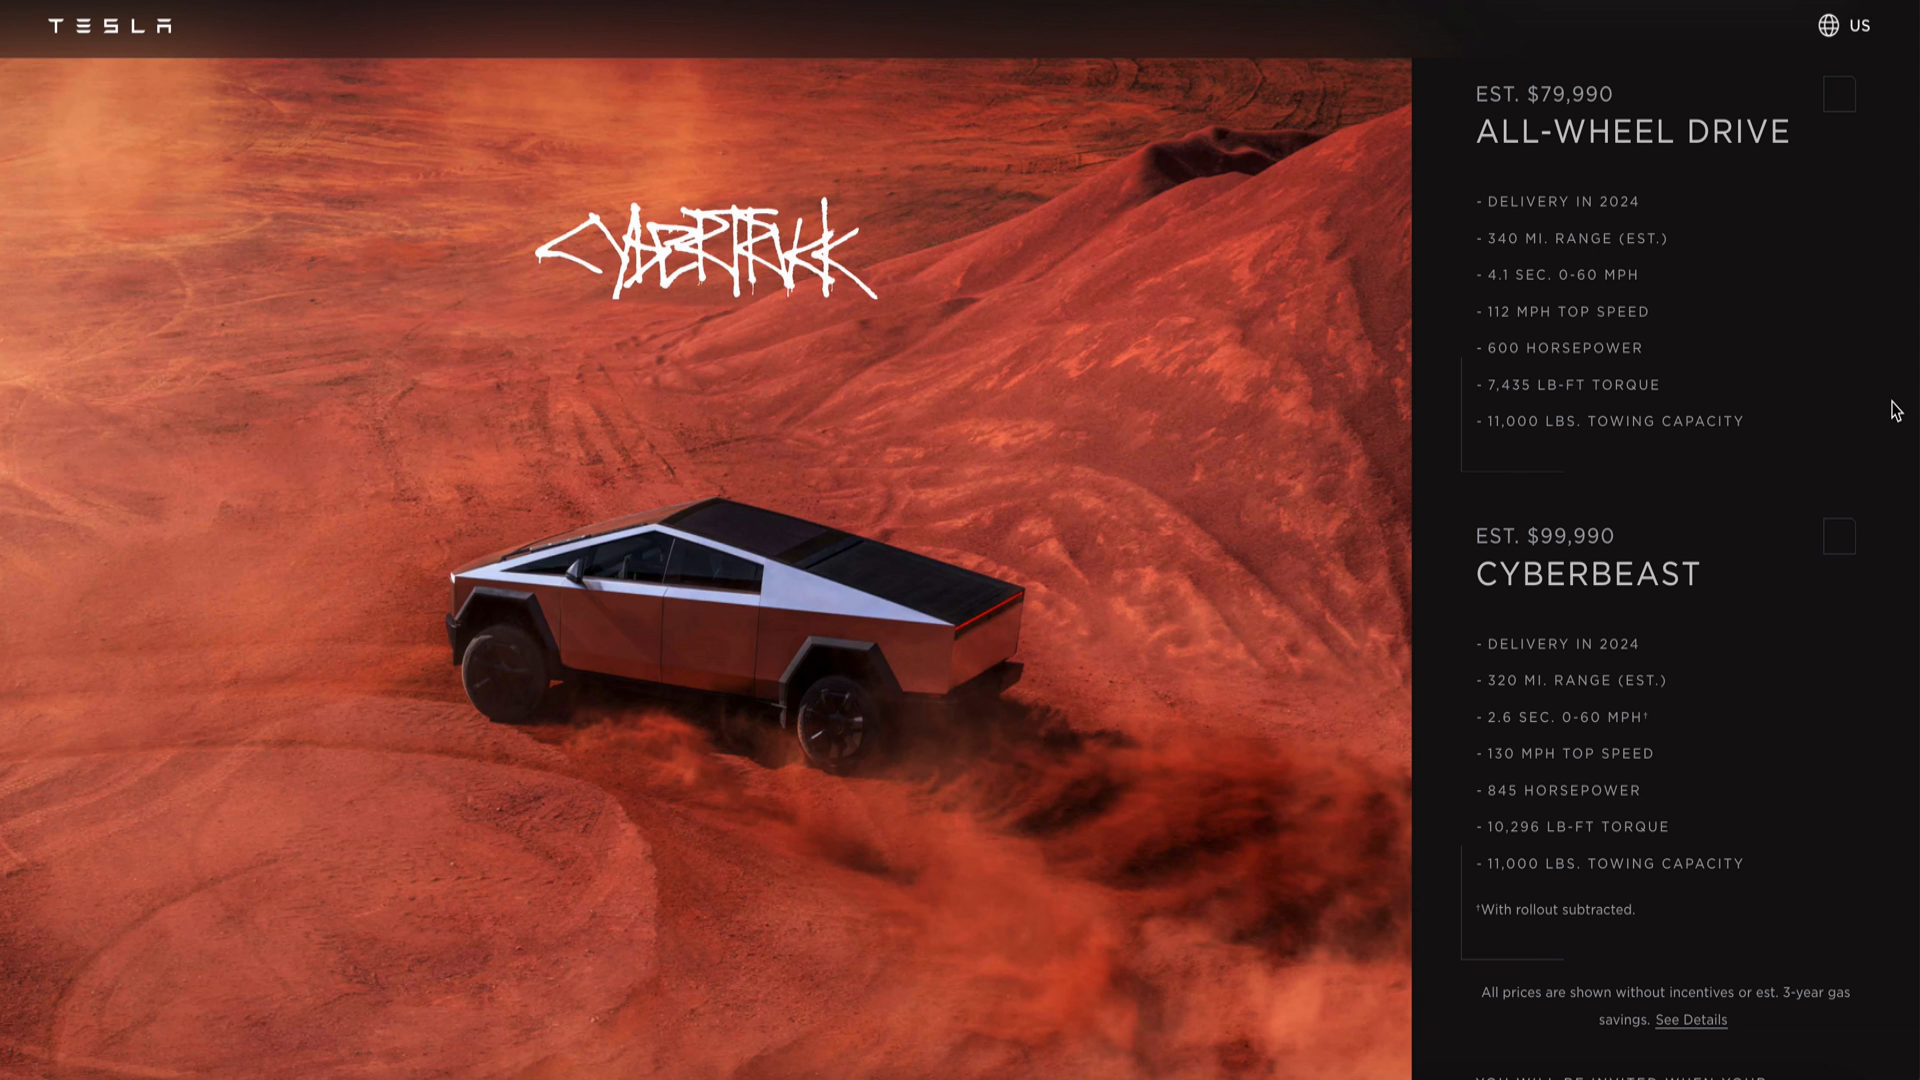 TESLA
US
CYBERTRUCK
EST. $79,990
ALL-WHEEL DRIVE
- DELIVERY IN 2024
- 340 MI. RANGE (EST.)
- 4.1 SEC. 0-60 MPH
- 112 MPH TOP SPEED
- 600 HORSEPOWER
- 7,435 LB-FT TORQUE
- 11,000 LBS. TOWING CAPACITY
EST. $99,990
CYBERBEAST
- DELIVERY IN 2024
- 320 MI. RANGE (EST.)
- 2.6 SEC. 0-60 MPH†
- 130 MPH TOP SPEED
- 845 HORSEPOWER
- 10,296 LB-FT TORQUE
- 11,000 LBS. TOWING CAPACITY
†With rollout subtracted.
All prices are shown without incentives or est. 3-year gas
savings. See Details